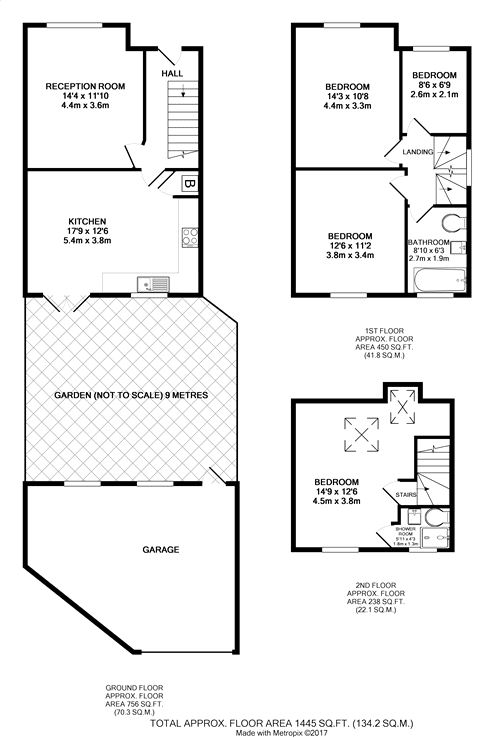 RECEPTION ROOM
14'4 x 11'10
4.4m x 3.6m
HALL
B
KITCHEN
17'9 x 12'6
5.4m x 3.8m
GARDEN (NOT TO SCALE) 9 METRES
GARAGE
GROUND FLOOR
APPROX. FLOOR
AREA 756 SQ.FT.
(70.3 SQ.M.)
BEDROOM
14'3 x 10'8
4.4m x 3.3m
BEDROOM
8'6 x 6'9
2.6m x 2.1m
LANDING
BEDROOM
12'6 x 11'2
3.8m x 3.4m
BATHROOM
8'10 x 6'3
2.7m x 1.9m
1ST FLOOR
APPROX. FLOOR
AREA 450 SQ.FT.
(41.8 SQ.M.)
BEDROOM
14'9 x 12'6
4.5m x 3.8m
STAIRS
SHOWER
ROOM
5'11 x 4'3
1.8m x 1.3m
2ND FLOOR
APPROX. FLOOR
AREA 238 SQ.FT.
(22.1 SQ.M.)
TOTAL APPROX. FLOOR AREA 1445 SQ.FT. (134.2 SQ.M.)
Made with Metropix ©2017